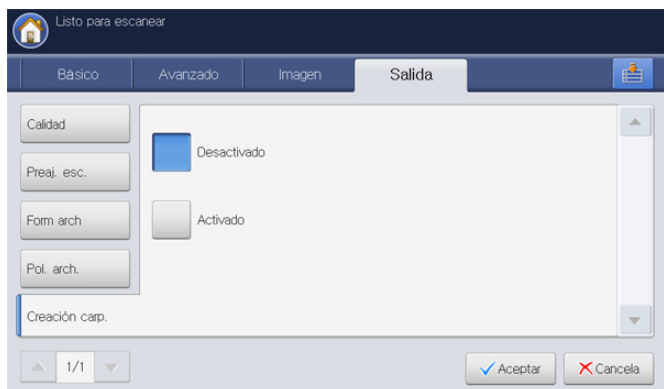 Listo para escanear
Básico Avanzado Imagen Salida
Calidad
Desactivado
Preaj. esc.
Form arch
Activado
Pol. arch.
Creación carp.
1/1
Aceptar Cancela